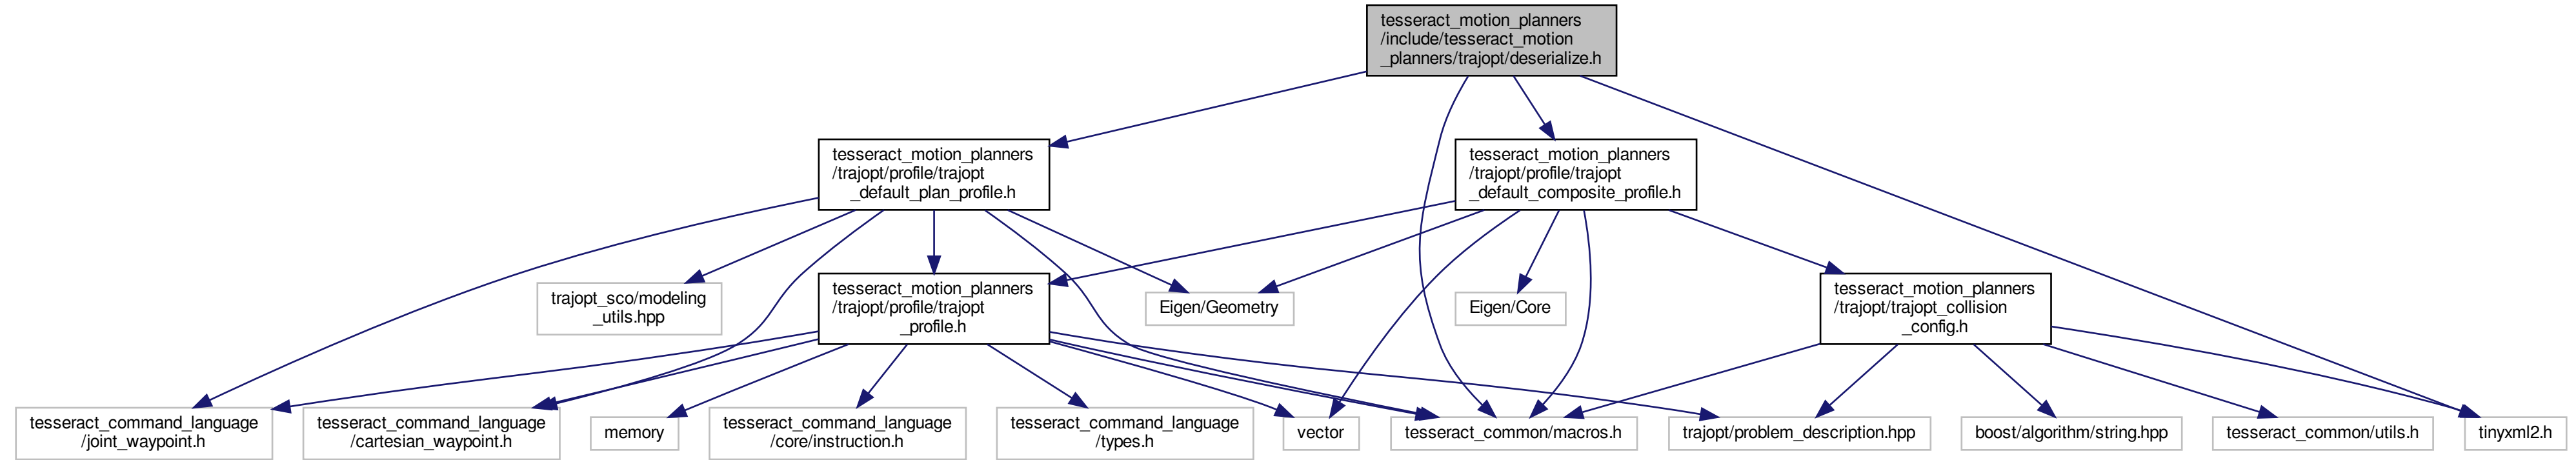 tesseract_motion_planners
/include/tesseract_motion
_planners/trajopt/deserialize.h
tesseract_motion_planners
/trajopt/profile/trajopt
_default_plan_profile.h
tesseract_motion_planners
/trajopt/profile/trajopt
_default_composite_profile.h
trajopt_sco/modeling
_utils.hpp
tesseract_motion_planners
/trajopt/profile/trajopt
_profile.h
Eigen/Geometry
Eigen/Core
tesseract_motion_planners
/trajopt/trajopt_collision
_config.h
tesseract_command_language
/joint_waypoint.h
tesseract_command_language
/cartesian_waypoint.h
memory
tesseract_command_language
/core/instruction.h
tesseract_command_language
/types.h
vector
tesseract_common/macros.h
trajopt/problem_description.hpp
boost/algorithm/string.hpp
tesseract_common/utils.h
tinyxml2.h